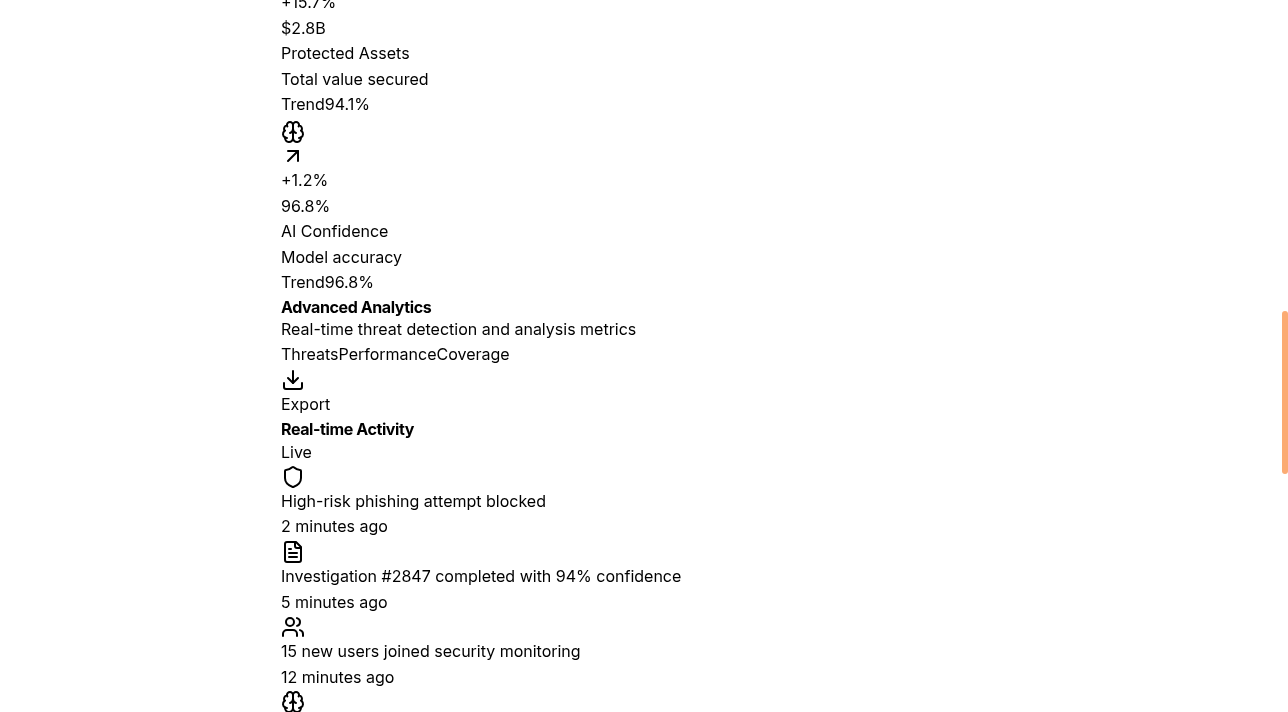 +15.7%
$2.8B
Protected Assets
Total value secured
Trend94.1%
+1.2%
96.8%
AI Confidence
Model accuracy
Trend96.8%
Advanced Analytics
Real-time threat detection and analysis metrics
ThreatsPerformanceCoverage
Export
Real-time Activity
Live
High-risk phishing attempt blocked
2 minutes ago
Investigation #2847 completed with 94% confidence
5 minutes ago
15 new users joined security monitoring
12 minutes ago